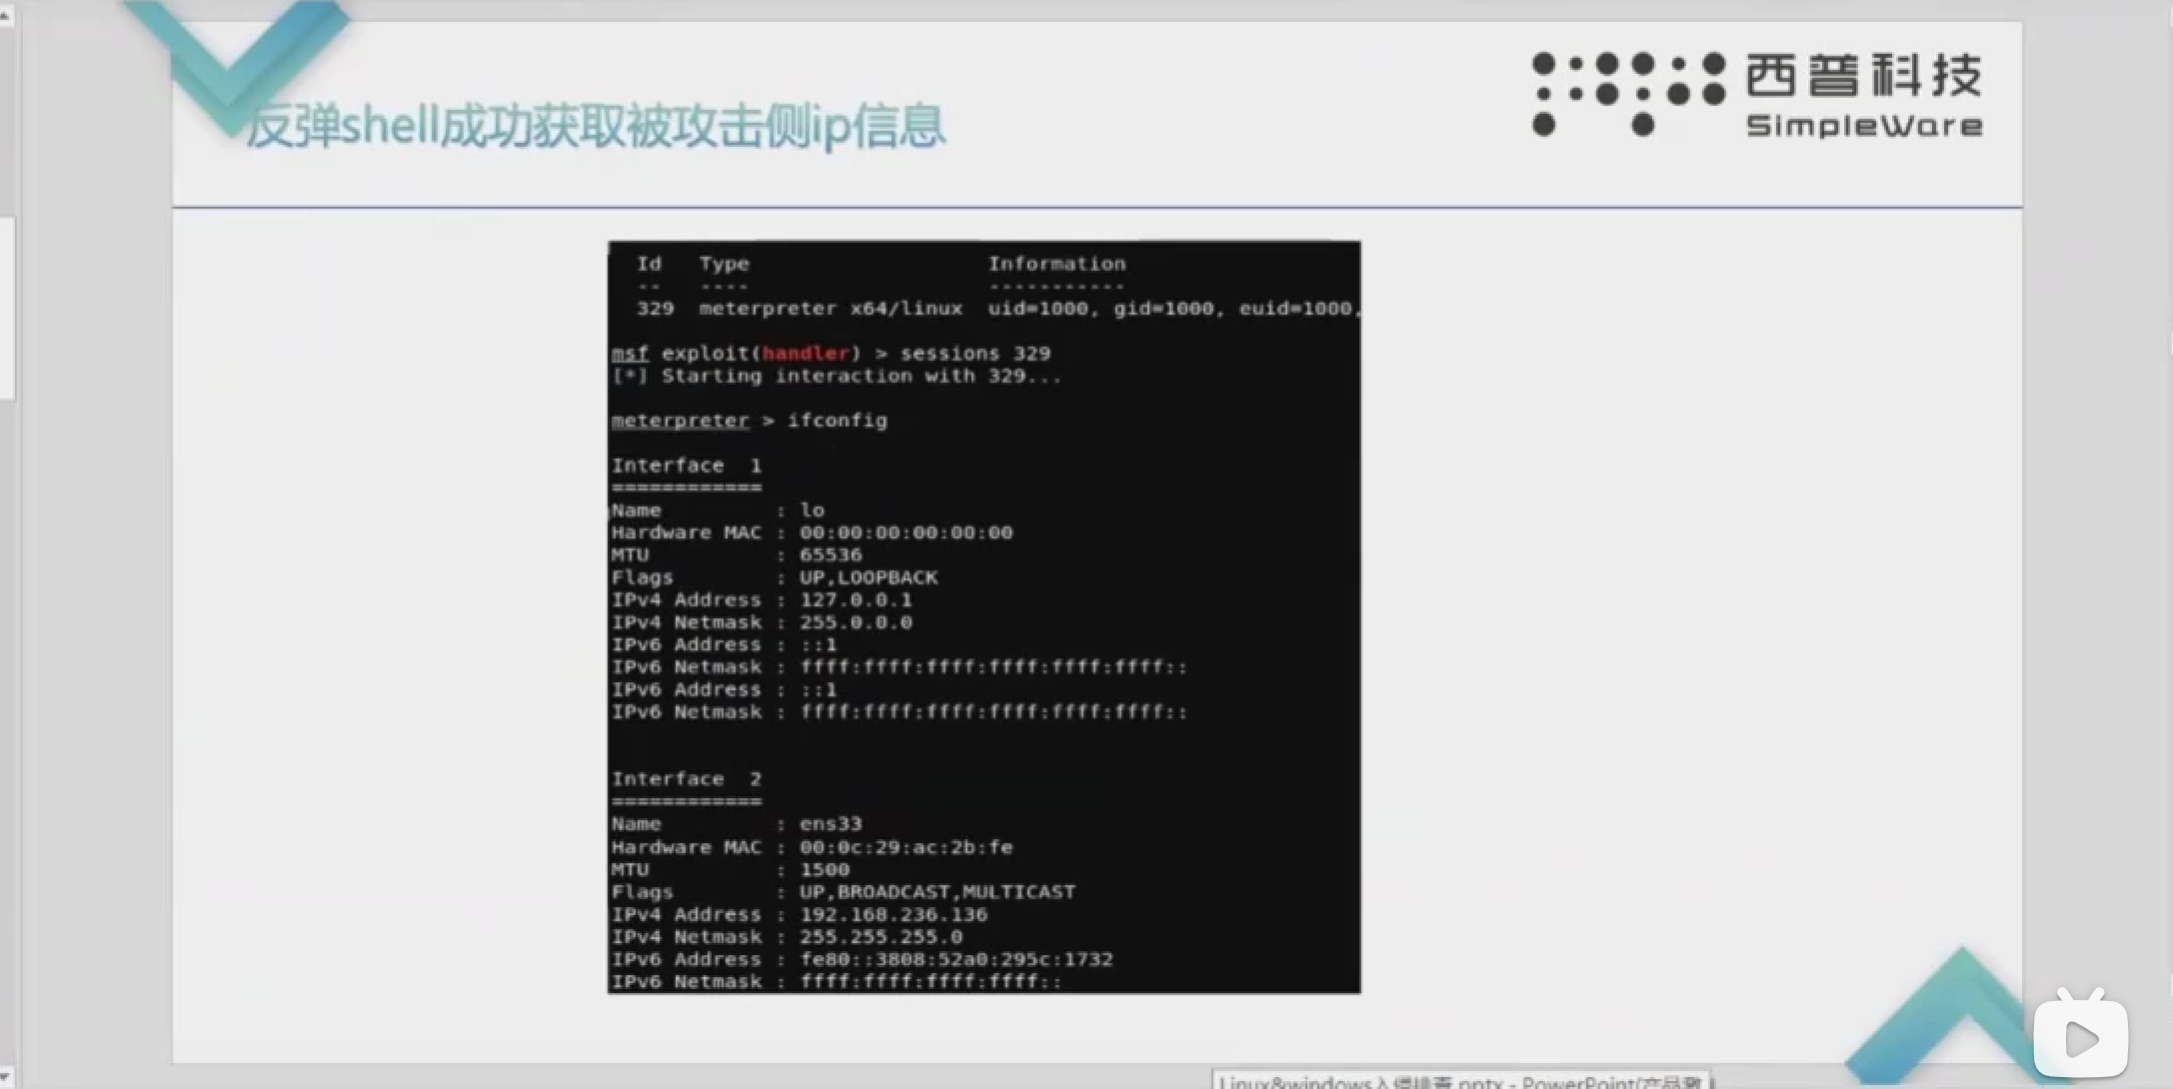 反弹shell成功获取被攻击侧ip信息
西普科技
SimpleWare
Id Type Information
-- ---- -----------
329 meterpreter x64/linux uid=1000, gid=1000, euid=1000,
msf exploit(handler) > sessions 329
[*] Starting interaction with 329...
meterpreter > ifconfig
Interface 1
============
Name : lo
Hardware MAC : 00:00:00:00:00:00
MTU : 65536
Flags : UP,LOOPBACK
IPv4 Address : 127.0.0.1
IPv4 Netmask : 255.0.0.0
IPv6 Address : ::1
IPv6 Netmask : ffff:ffff:ffff:ffff:ffff:ffff::
IPv6 Address : ::1
IPv6 Netmask : ffff:ffff:ffff:ffff:ffff:ffff::
Interface 2
============
Name : ens33
Hardware MAC : 00:0c:29:ac:2b:fe
MTU : 1500
Flags : UP,BROADCAST,MULTICAST
IPv4 Address : 192.168.236.136
IPv4 Netmask : 255.255.255.0
IPv6 Address : fe80::3808:52a0:295c:1732
IPv6 Netmask : ffff:ffff:ffff:ffff::
Linux&windows入侵排查.pptx - PowerPoint(产品激